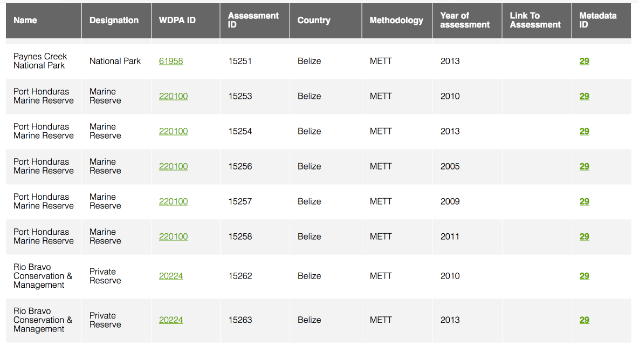 Name Designation WDPA ID Assessment ID Country Methodology Year of assessment Link To Assessment Metadata ID
Paynes Creek National Park National Park 61958 15251 Belize METT 2013 29
Port Honduras Marine Reserve Marine Reserve 220100 15253 Belize METT 2010 29
Port Honduras Marine Reserve Marine Reserve 220100 15254 Belize METT 2013 29
Port Honduras Marine Reserve Marine Reserve 220100 15256 Belize METT 2005 29
Port Honduras Marine Reserve Marine Reserve 220100 15257 Belize METT 2009 29
Port Honduras Marine Reserve Marine Reserve 220100 15258 Belize METT 2011 29
Rio Bravo Conservation & Management Private Reserve 20224 15262 Belize METT 2010 29
Rio Bravo Conservation & Management Private Reserve 20224 15263 Belize METT 2013 29